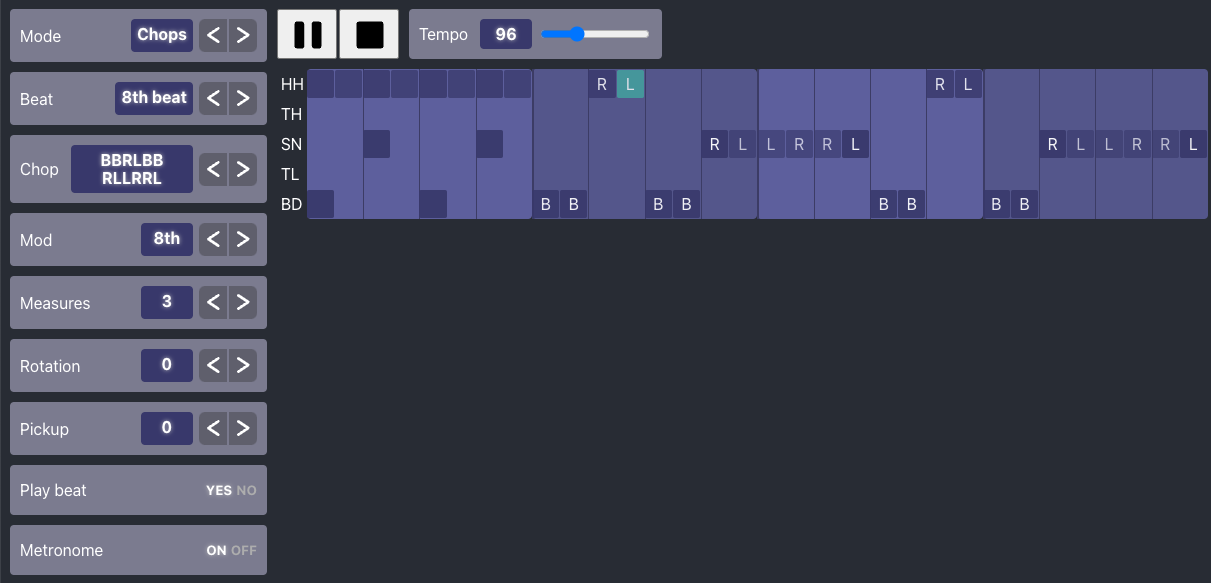 Mode Chops < >
Tempo 96
Beat 8th beat < >
Chop BBRLBB
RLLRRL < >
Mod 8th < >
Measures 3 < >
Rotation 0 < >
Pickup 0 < >
Play beat YES NO
Metronome ON OFF
HH R L R L
TH
SN R L L R R L R L L R R L
TL
BD B B B B B B B B